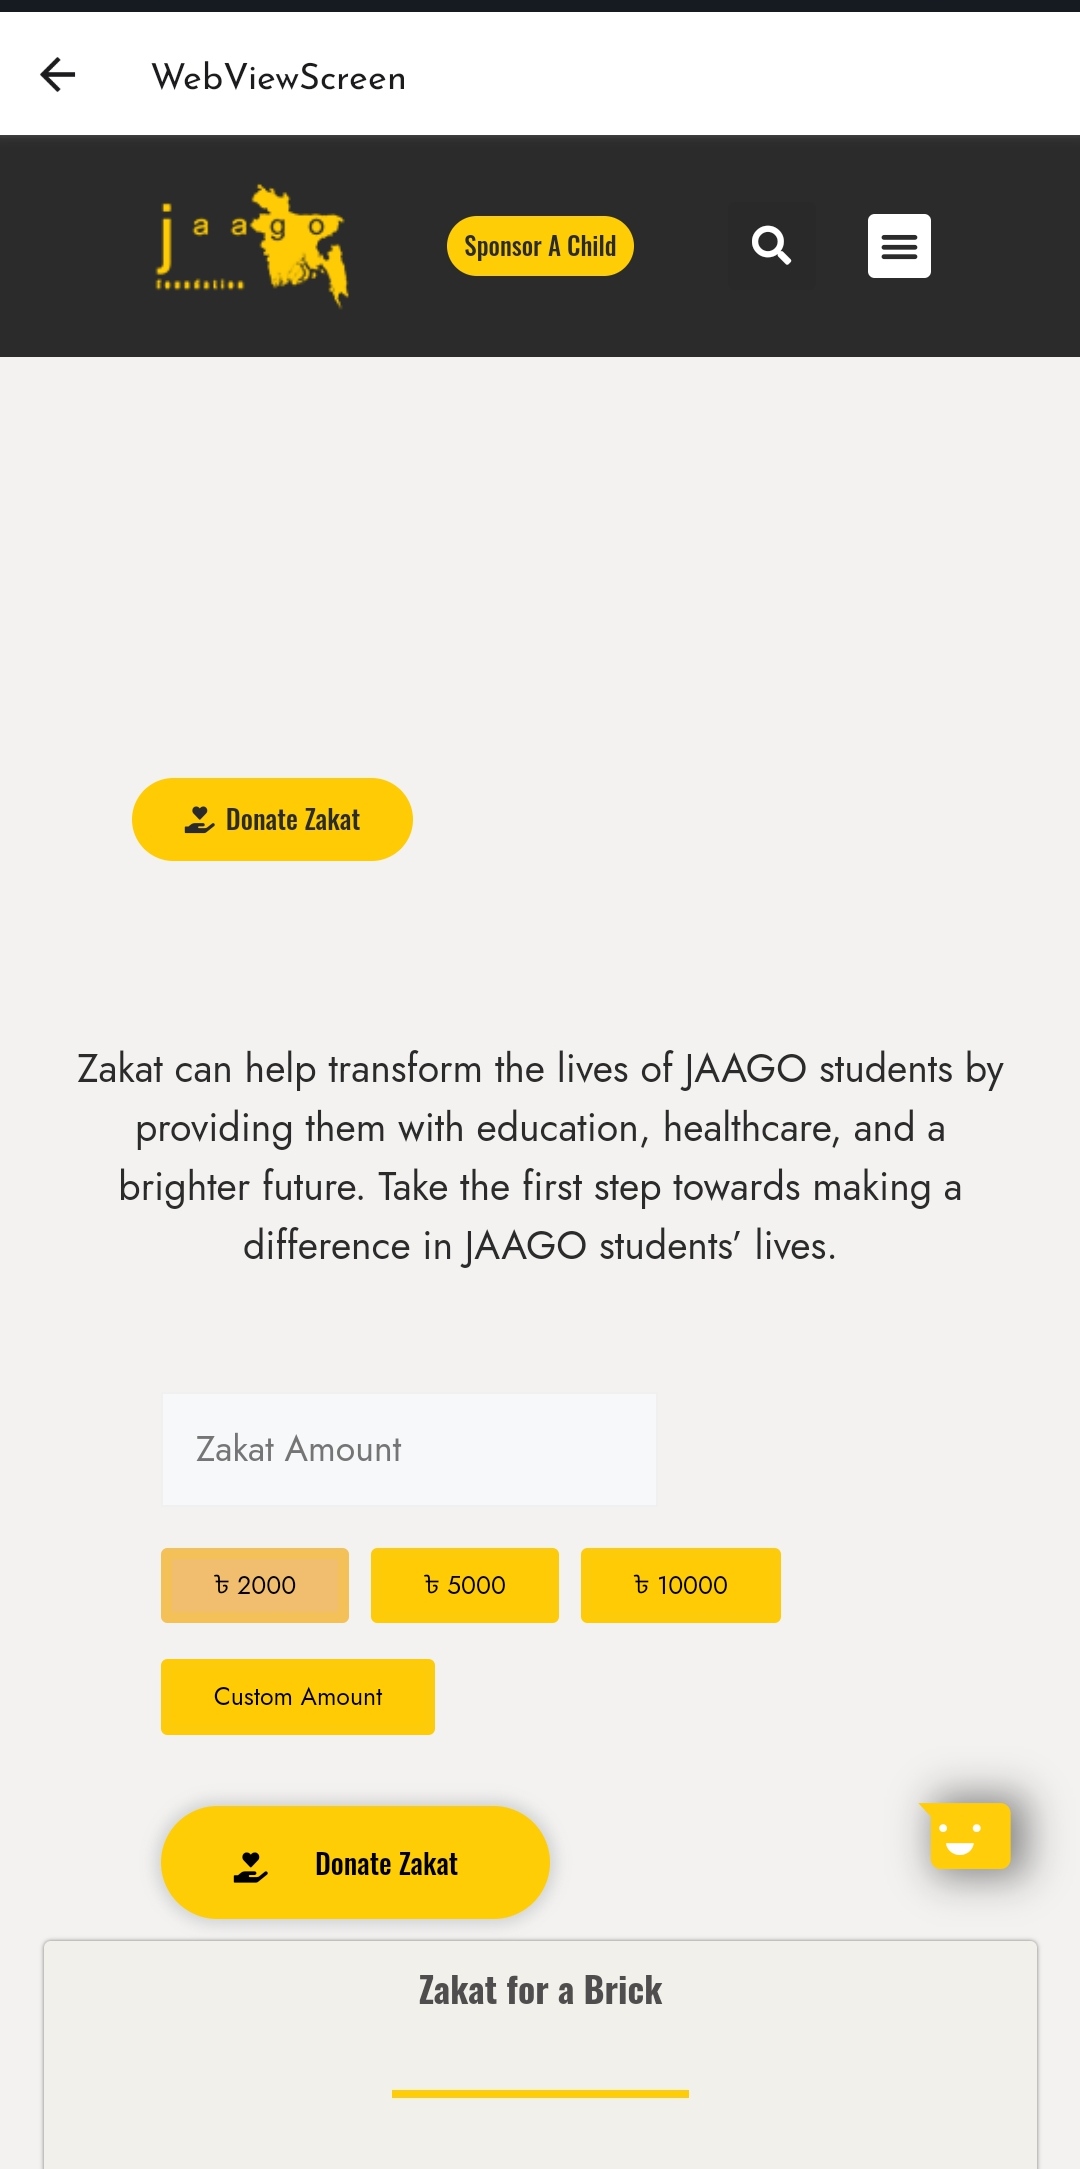 WebViewScreen
jaago
foundation
Sponsor A Child
Donate Zakat
Zakat can help transform the lives of JAAGO students by
providing them with education, healthcare, and a
brighter future. Take the first step towards making a
difference in JAAGO students’ lives.
Zakat Amount
৳ 2000
৳ 5000
৳ 10000
Custom Amount
Donate Zakat
Zakat for a Brick